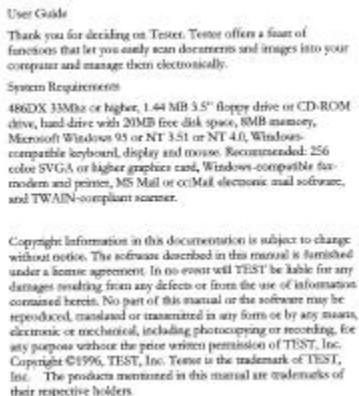 User Guide
Thank you for deciding on Tester. Tester offers a feast of
functions that let you easily scan documents and images into your
computer and manage them electronically.
System Requirements
486DX 33Mhz or higher, 1.44 MB 3.5" floppy drive or CD-ROM
drive, hard drive with 20MB free disk space, 8MB memory,
Microsoft Windows 95 or NT 3.51 or NT 4.0, Windows-
compatible keyboard, display and mouse. Recommended: 256
color SVGA or higher graphics card, Windows-compatible fax-
modem and printer, MS Mail or cc:Mail electronic mail software,
and TWAIN-compliant scanner.
Copyright Information in this documentation is subject to change
without notice. The software described in this manual is furnished
under a license agreement. In no event will TEST be liable for any
damages resulting from any defects or from the use of information
contained herein. No part of this manual or the software may be
reproduced, translated or transmitted in any form or by any means,
electronic or mechanical, including photocopying or recording, for
any purpose without the prior written permission of TEST, Inc.
Copyright ©1996, TEST, Inc. Tester is the trademark of TEST,
Inc. The products mentioned in this manual are trademarks of
their respective holders